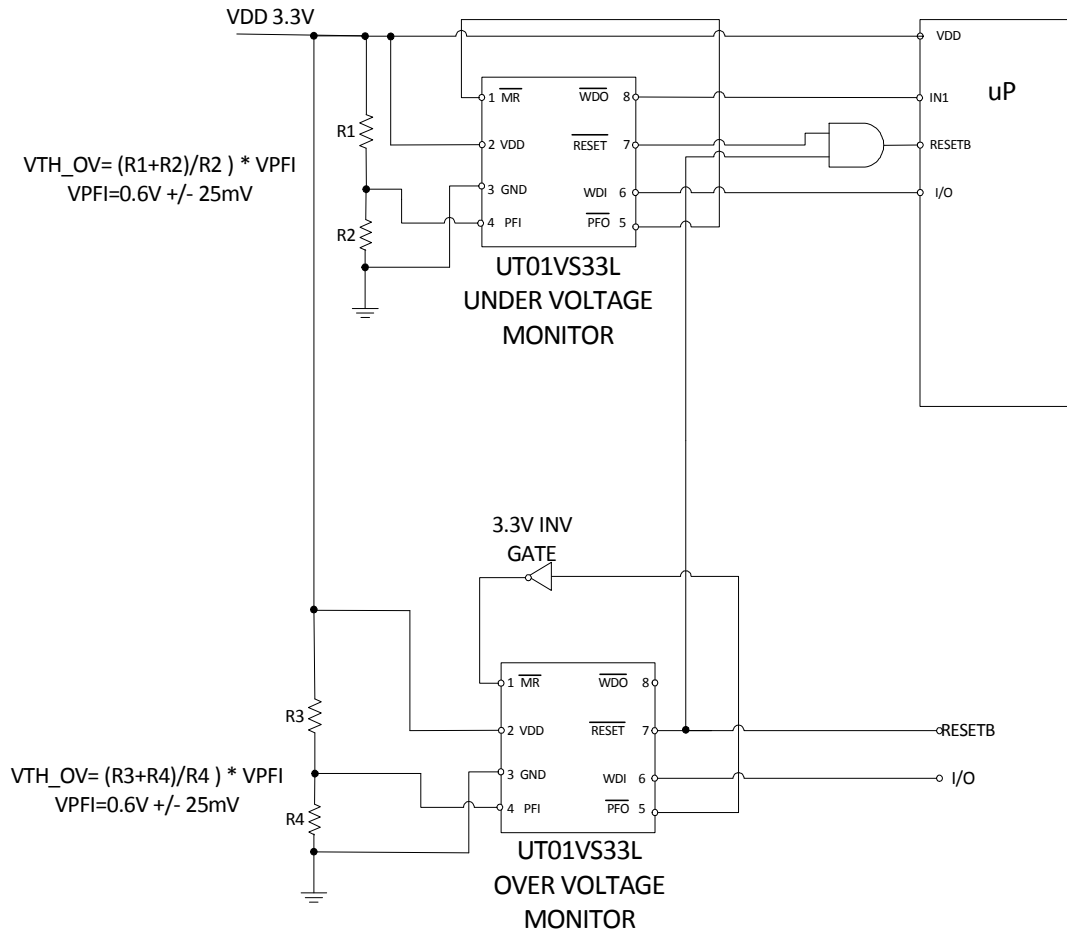 VDD 3.3V
VDD
1 MR
WDO 8
IN1
uP
R1
2 VDD
RESET 7
RESETB
VTH_OV= (R1+R2)/R2 ) * VPFI
VPFI=0.6V +/- 25mV
3 GND
WDI 6
I/O
R2
4 PFI
PFO 5
UT01VS33L
UNDER VOLTAGE
MONITOR
3.3V INV
GATE
1 MR
WDO 8
R3
2 VDD
RESET 7
RESETB
VTH_OV= (R3+R4)/R4 ) * VPFI
VPFI=0.6V +/- 25mV
3 GND
WDI 6
I/O
R4
4 PFI
PFO 5
UT01VS33L
OVER VOLTAGE
MONITOR